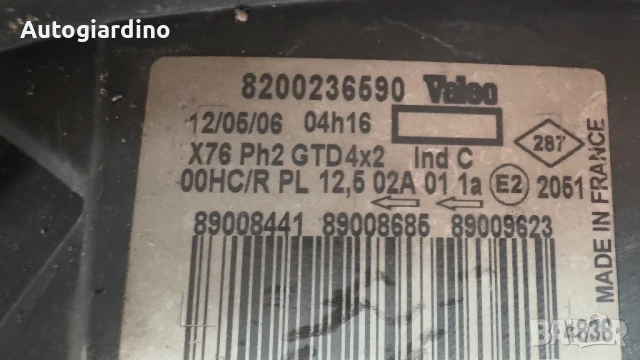 Autogiardino
8200236590 Valeo
12/05/06 04h16
287
X76 Ph2 GTD4x2 Ind C
00HC/R PL 12,5 02A 01 1a E2 2051
89008441 89008685 89009623
MADE IN FRANCE